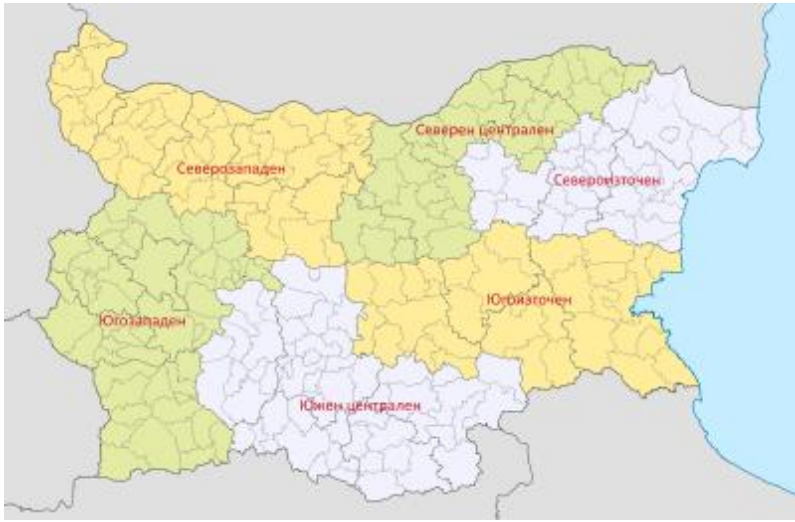 Северен централен
Северозападен
Североизточен
Югоизточен
Югозападен
Южен централен